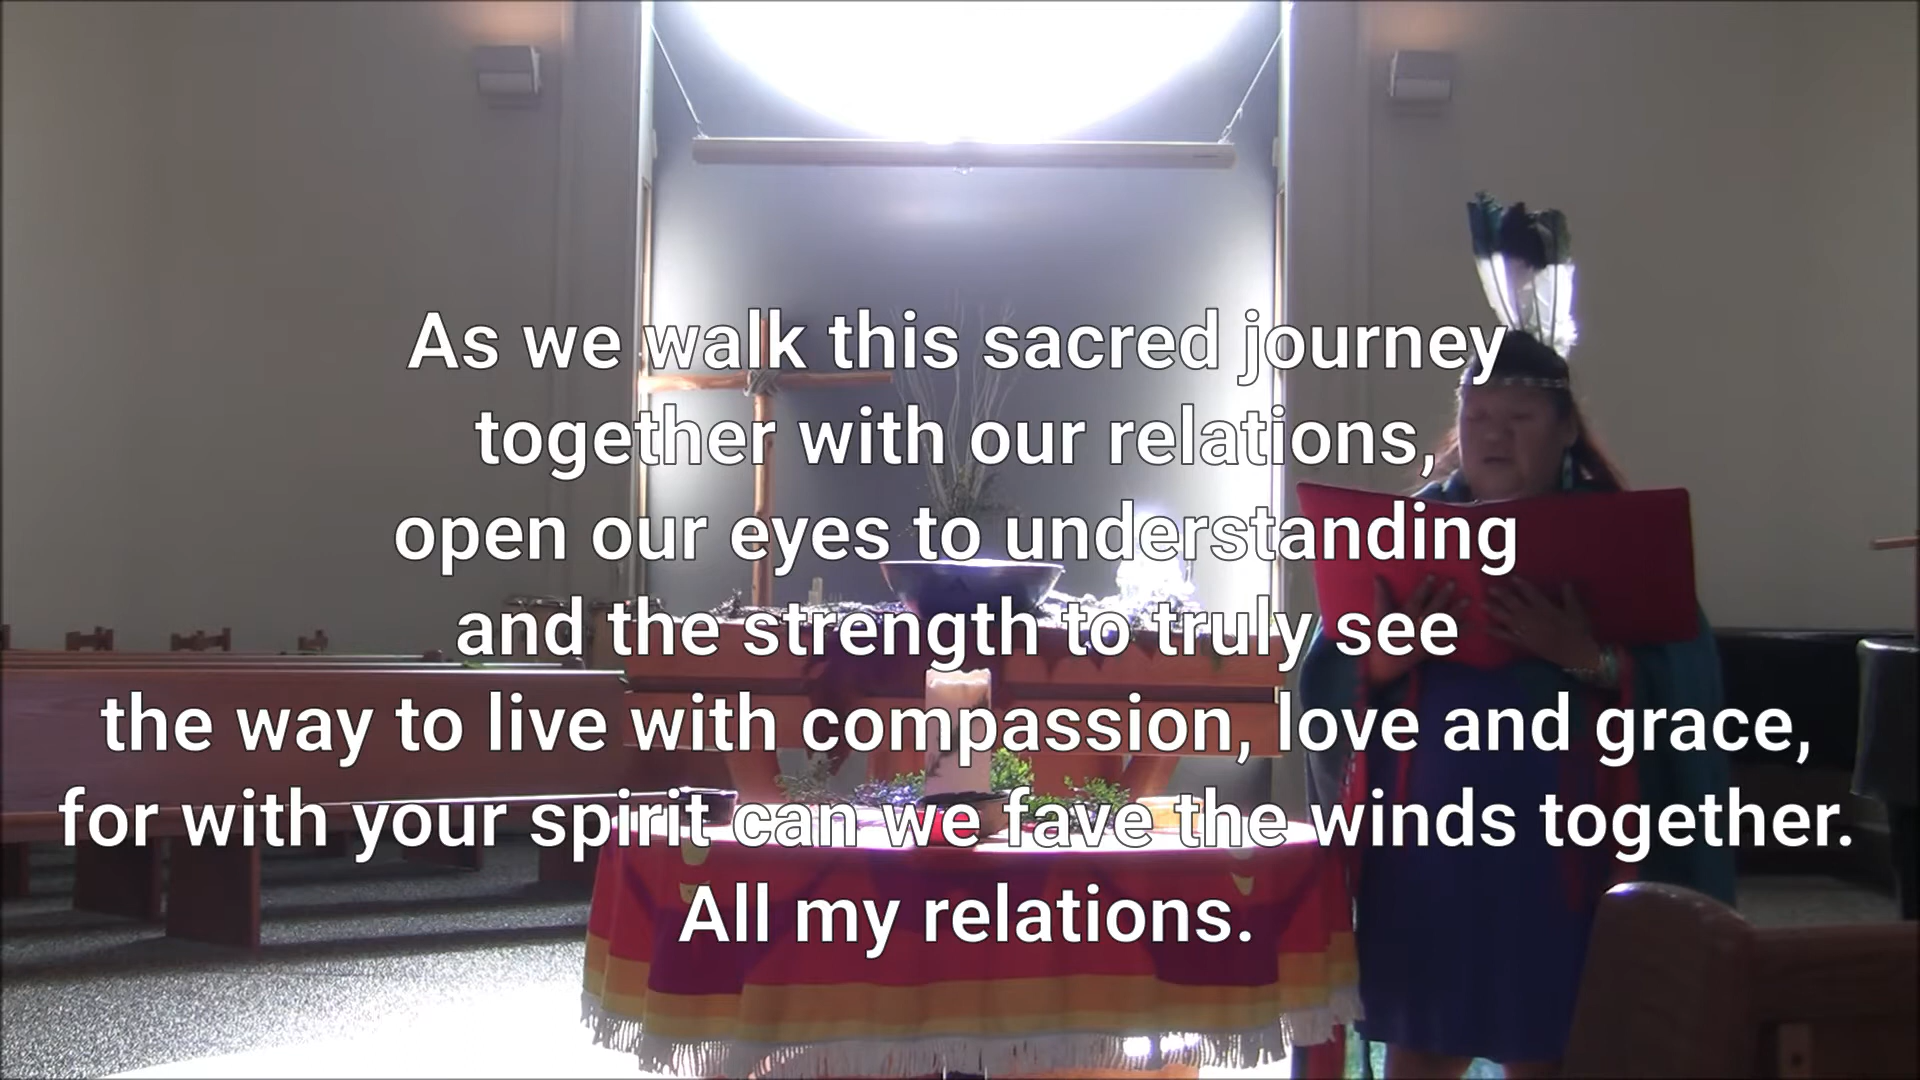 As we walk this sacred journey
together with our relations,
open our eyes to understanding
and the strength to truly see
the way to live with compassion, love and grace,
for with your spirit can we fave the winds together.
All my relations.